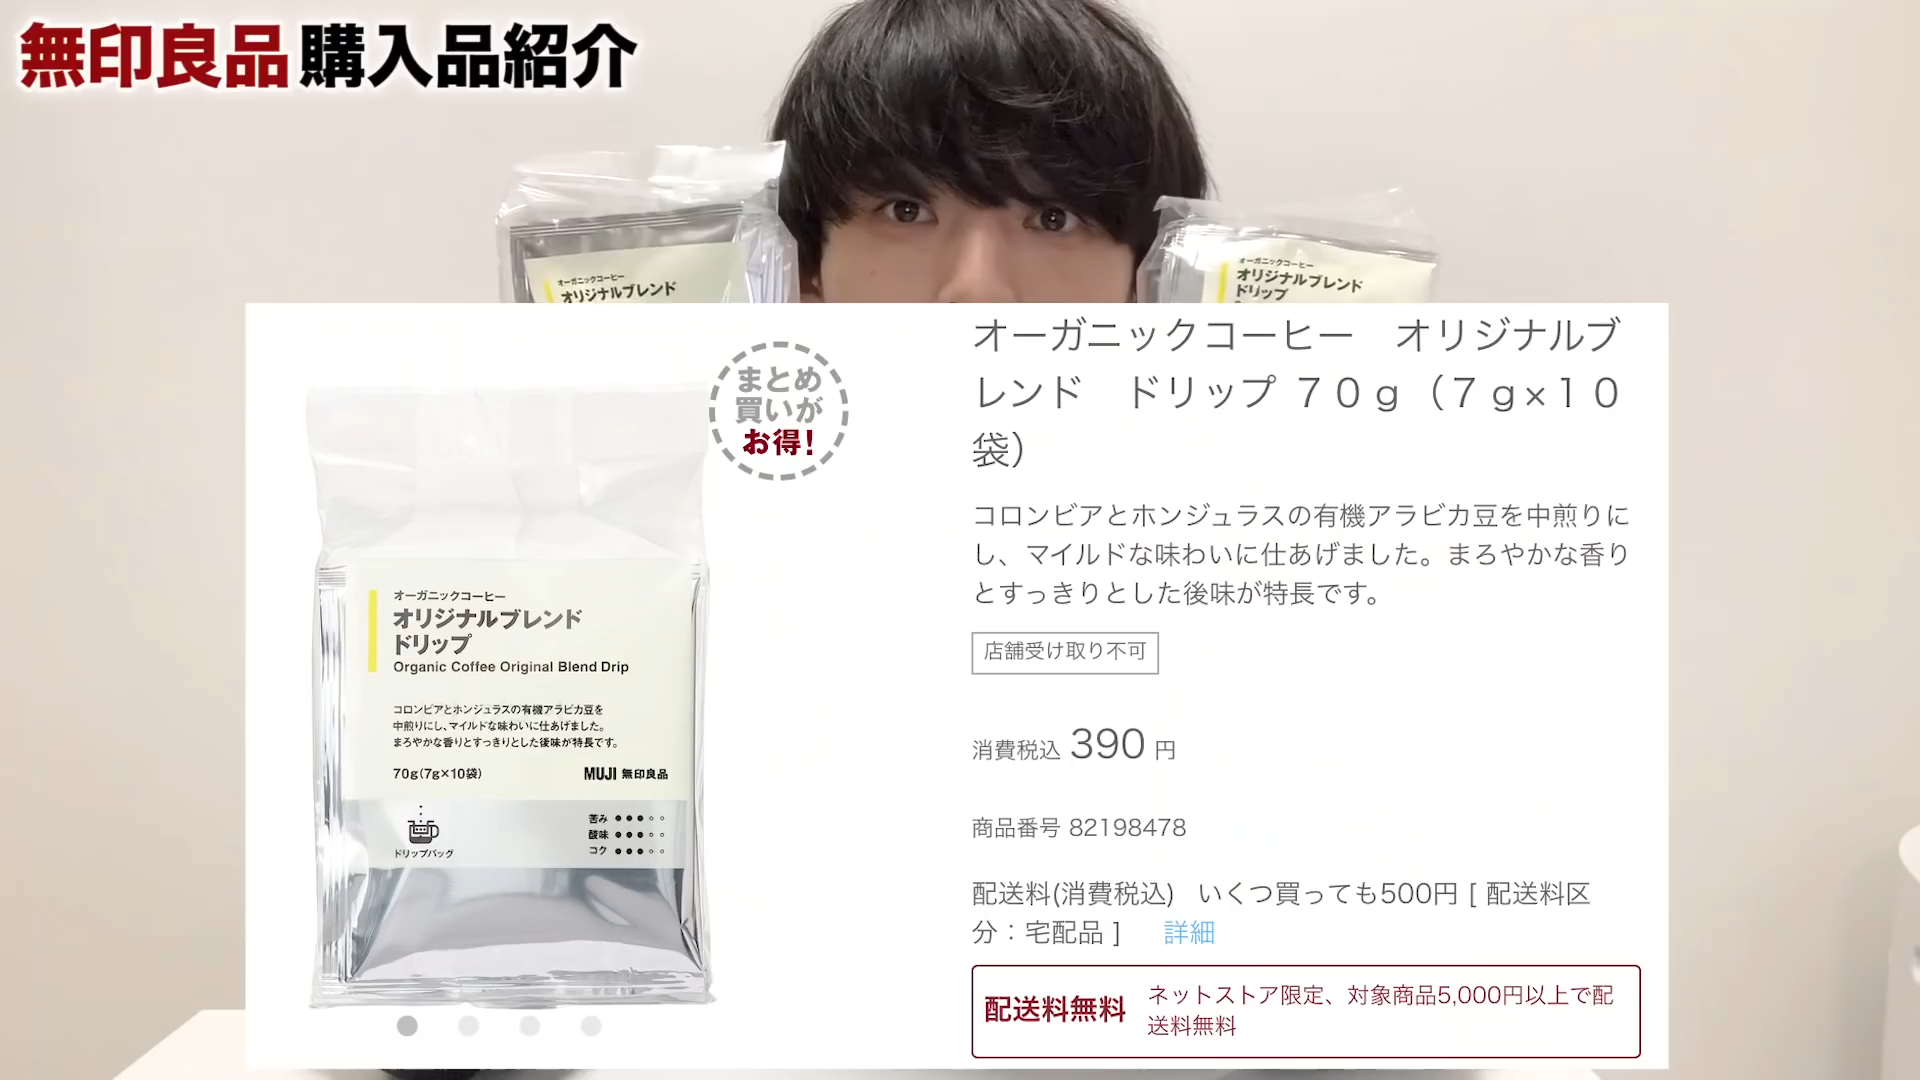 無印良品購入品紹介
オーガニックコーヒー
オリジナルブレンド
オーガニックコーヒー
オリジナルブレンド
ドリップ
まとめ
買いが
お得!
オーガニックコーヒー
オリジナルブレンド
ドリップ
Organic Coffee Original Blend Drip
コロンビアとホンジュラスの有機アラビカ豆を
中煎りにし、マイルドな味わいに仕あげました。
まろやかな香りとすっきりとした後味が特長です。
70g(7g×10袋)
MUJI 無印良品
ドリップバッグ
苦み ●●●○○
酸味 ●●●○○
コク ●●●○○
オーガニックコーヒー　オリジナルブ
レンド　ドリップ ７０ｇ（７ｇ×１０
袋）
コロンビアとホンジュラスの有機アラビカ豆を中煎りに
し、マイルドな味わいに仕あげました。まろやかな香り
とすっきりとした後味が特長です。
店舗受け取り不可
消費税込 390 円
商品番号 82198478
配送料(消費税込) いくつ買っても500円 [ 配送料区
分：宅配品 ] 詳細
配送料無料
ネットストア限定、対象商品5,000円以上で配
送料無料